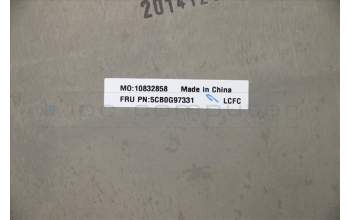 MO:10832858 Made in China
FRU PN:5CB0G97331 LCFC